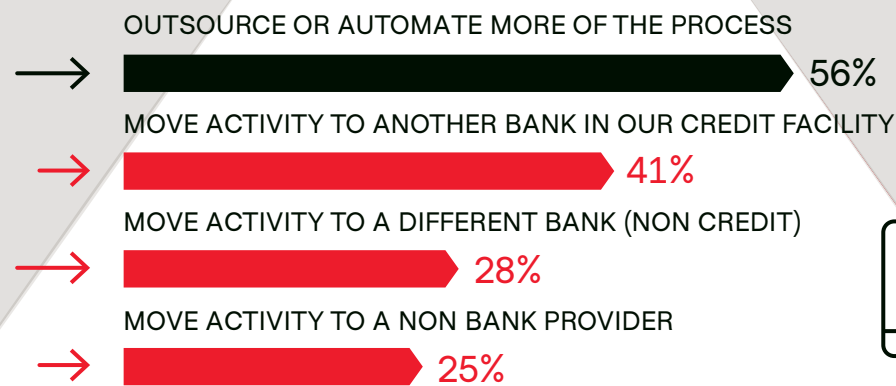 OUTSOURCE OR AUTOMATE MORE OF THE PROCESS
56%
MOVE ACTIVITY TO ANOTHER BANK IN OUR CREDIT FACILITY
41%
MOVE ACTIVITY TO A DIFFERENT BANK (NON CREDIT)
28%
MOVE ACTIVITY TO A NON BANK PROVIDER
25%